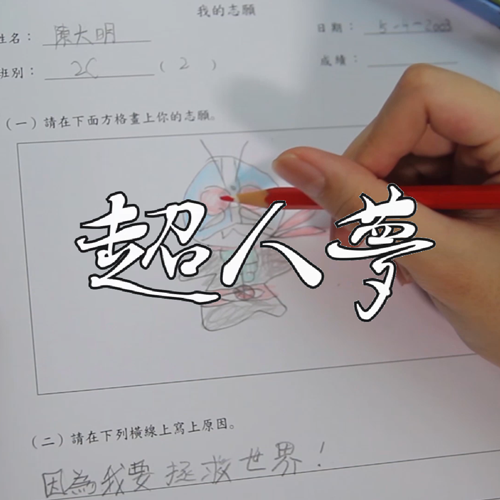 我的志願
姓名： 陳大明 日期： 5-4-2003
班別： 2C （ 2 ） 成績：
（一）請在下面方格畫上你的志願。
超人夢
（二）請在下列橫線上寫上原因。
因為我要拯救世界！